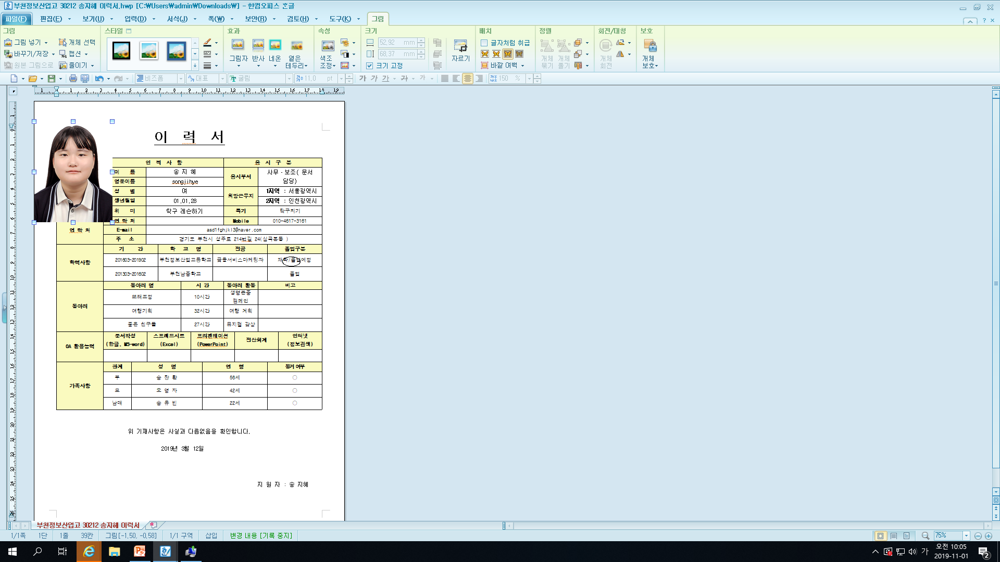 부천정보산업고 30212 송지혜 이력서.hwp [C:\Users\admin\Downloads\] - 한컴오피스 한글
파일(F) 편집(E) 보기(U) 입력(D) 서식(J) 쪽(W) 보안(R) 검토(H) 도구(K) 그림
그림 스타일 효과 속성 크기 배치 정렬 회전/대칭 보호
그림 넣기 개체 선택 52,92 mm 글자처럼 취급
바꾸기/저장 캡션 68,37 mm
원본 그림으로 줄이기 크기 고정 바깥 여백
그림자 반사 네온 옅은 테두리 색조 조정 자르기 개체 묶기 개체 풀기 개체 회전 개체 보호
비즈폼 대표 굴림 11,0 pt 가 가 가 가 가 150 %
이 력 서
인 적 사 항 응 시 구 분
이 름 송 지 혜 응시부서 사무 · 보조( 문서 담당)
영문이름 songjihye
성 별 여 희망근무지 1지역 : 서울광역시
생년월일 01,01,28 2지역 : 인천광역시
취 미 탁구 레슨하기 특기 탁구치기
연락처 연 락 처 Mobile 010-4617-3161
E-mail asd1fghjkl3@naver.com
주 소 경기도 부천시 성주로 214번길 24(심곡본동 )
학력사항 기 간 학 교 명 전공 졸업구분
201603~201902 부천정보산업고등학교 금융서비스마케팅과 재학/졸업예정
201303~201602 부천남중학교 졸업
동아리 동아리 명 시 간 동아리 활동 비고
또래조정 10시간 생명존중 캠페인
여행기획 32시간 여행 계획
좋은 친구들 27시간 뮤지컬 감상
OA 활용능력 문서작성 (한글, MS-word) 스프레드시트 (Excel) 프리젠테이션 (PowerPoint) 전산회계 인터넷 (정보검색)
가족사항 관계 성 명 연 령 동거 여부
부 송 창 환 56세 ○
모 오 영 자 42세 ○
남매 송 유 빈 22세 ○
위 기재사항은 사실과 다름없음을 확인합니다.
2019년 3월 12일
지 원 자 : 송 지혜
부천정보산업고 30212 송지혜 이력서
1/1쪽 1단 1줄 39칸 그림[-1,50, -0,58] 1/1 구역 삽입 변경 내용 [기록 중지] 75%
가 오전 10:05
2019-11-01
2